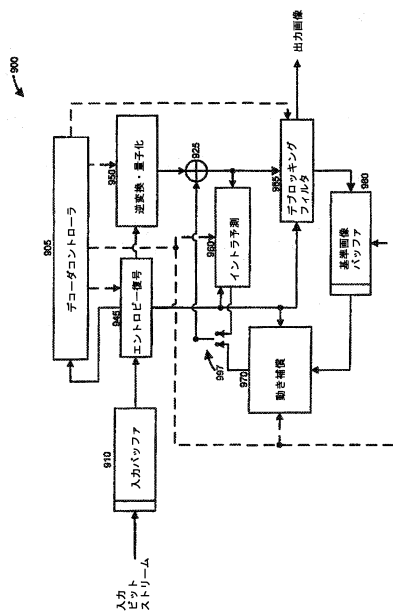 900
905
デコーダコントローラ
入力
ビット
ストリーム
910
入力バッファ
945
エントロピー復号
950
逆変換・量子化
925
960
イントラ予測
997
970
動き補償
965
デブロッキング
フィルタ
出力画像
980
基準画像
バッファ